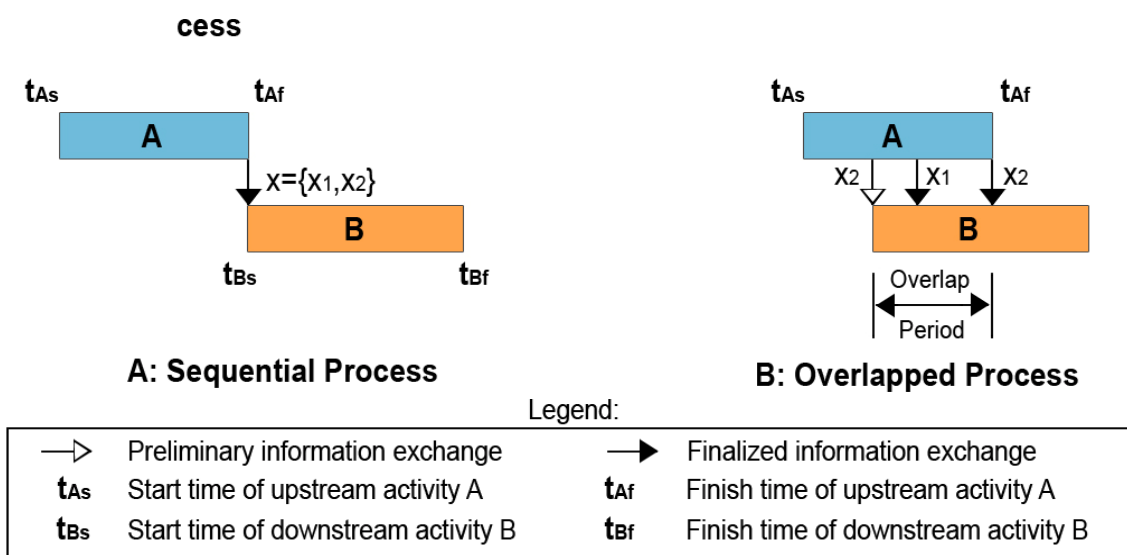 cess
tAs tAf tAs tAf
A A
x={x1,x2} x2 x1 x2
B B
tBs tBf Overlap
Period
A: Sequential Process B: Overlapped Process
Legend:
Preliminary information exchange Finalized information exchange
tAs Start time of upstream activity A tAf Finish time of upstream activity A
tBs Start time of downstream activity B tBf Finish time of downstream activity B